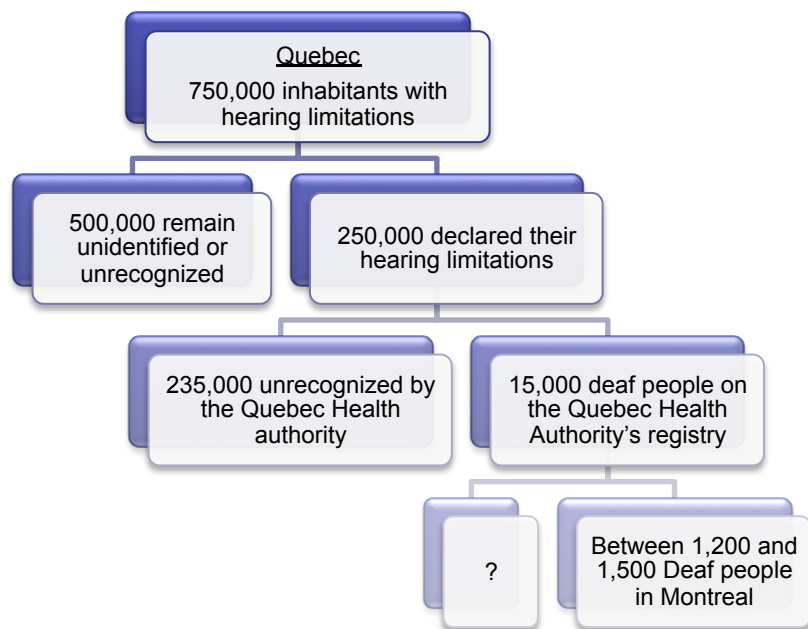 Quebec
750,000 inhabitants with
hearing limitations
500,000 remain
unidentified or
unrecognized
250,000 declared their
hearing limitations
235,000 unrecognized by
the Quebec Health
authority
15,000 deaf people on
the Quebec Health
Authority’s registry
?
Between 1,200 and
1,500 Deaf people
in Montreal